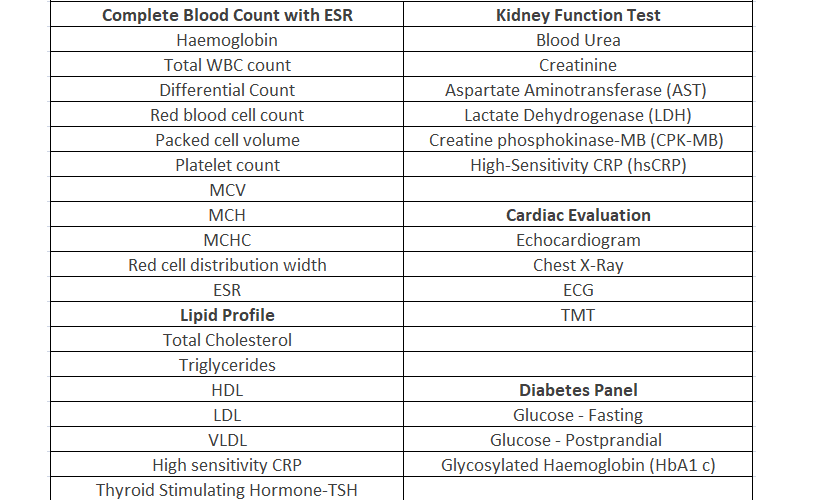 Complete Blood Count with ESR
Kidney Function Test
Haemoglobin
Blood Urea
Total WBC count
Creatinine
Differential Count
Aspartate Aminotransferase (AST)
Red blood cell count
Lactate Dehydrogenase (LDH)
Packed cell volume
Creatine phosphokinase-MB (CPK-MB)
Platelet count
High-Sensitivity CRP (hsCRP)
MCV
MCH
Cardiac Evaluation
MCHC
Echocardiogram
Red cell distribution width
Chest X-Ray
ESR
ECG
Lipid Profile
TMT
Total Cholesterol
Triglycerides
HDL
Diabetes Panel
LDL
Glucose - Fasting
VLDL
Glucose - Postprandial
High sensitivity CRP
Glycosylated Haemoglobin (HbA1 c)
Thyroid Stimulating Hormone-TSH